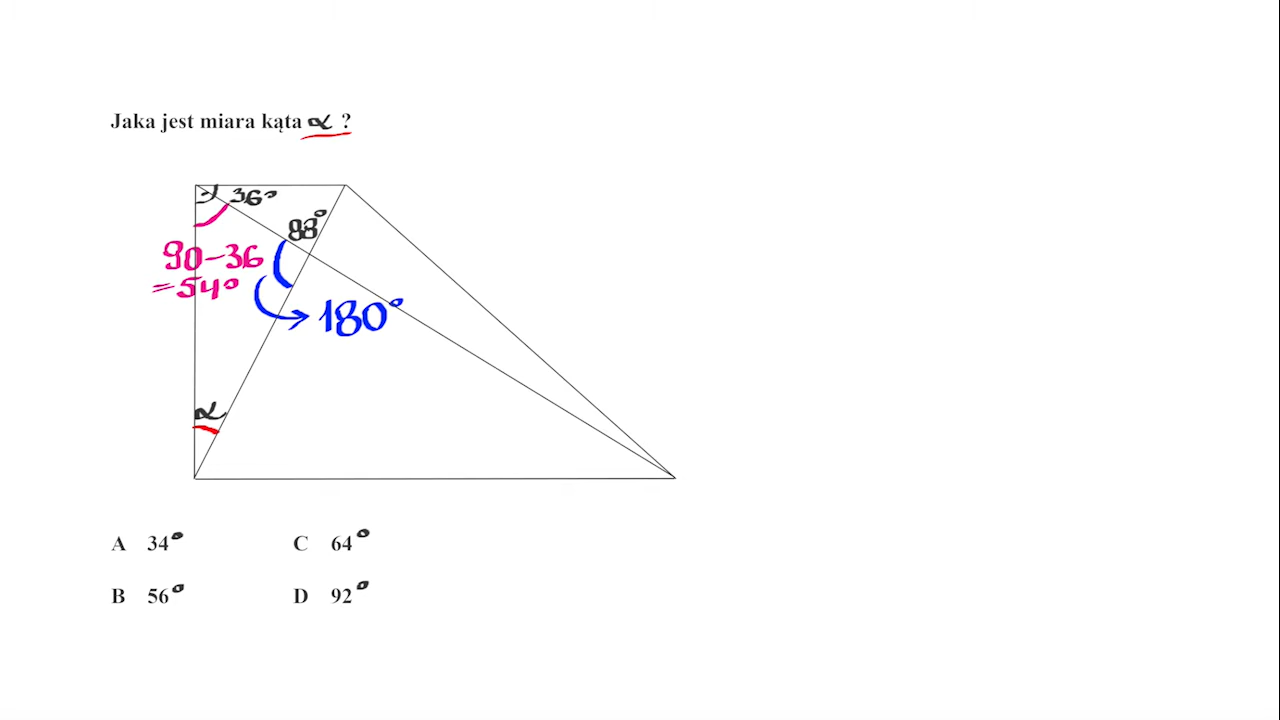 Jaka jest miara kąta α ?
36°
88°
90-36
=54°
180°
α
A 34° C 64°
B 56° D 92°